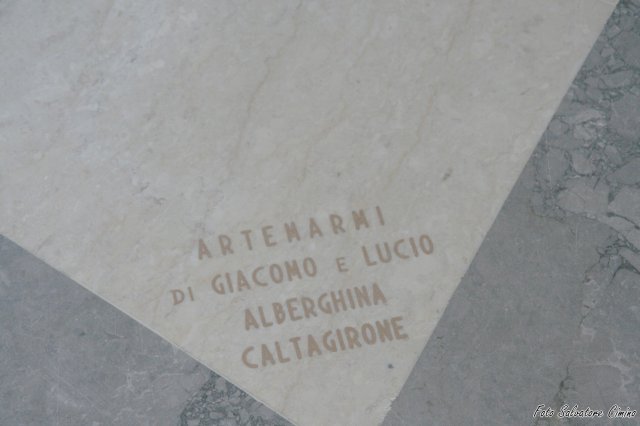 ARTEMARMI
DI GIACOMO E LUCIO
ALBERGHINA
CALTAGIRONE
Foto Salvatore Cimino